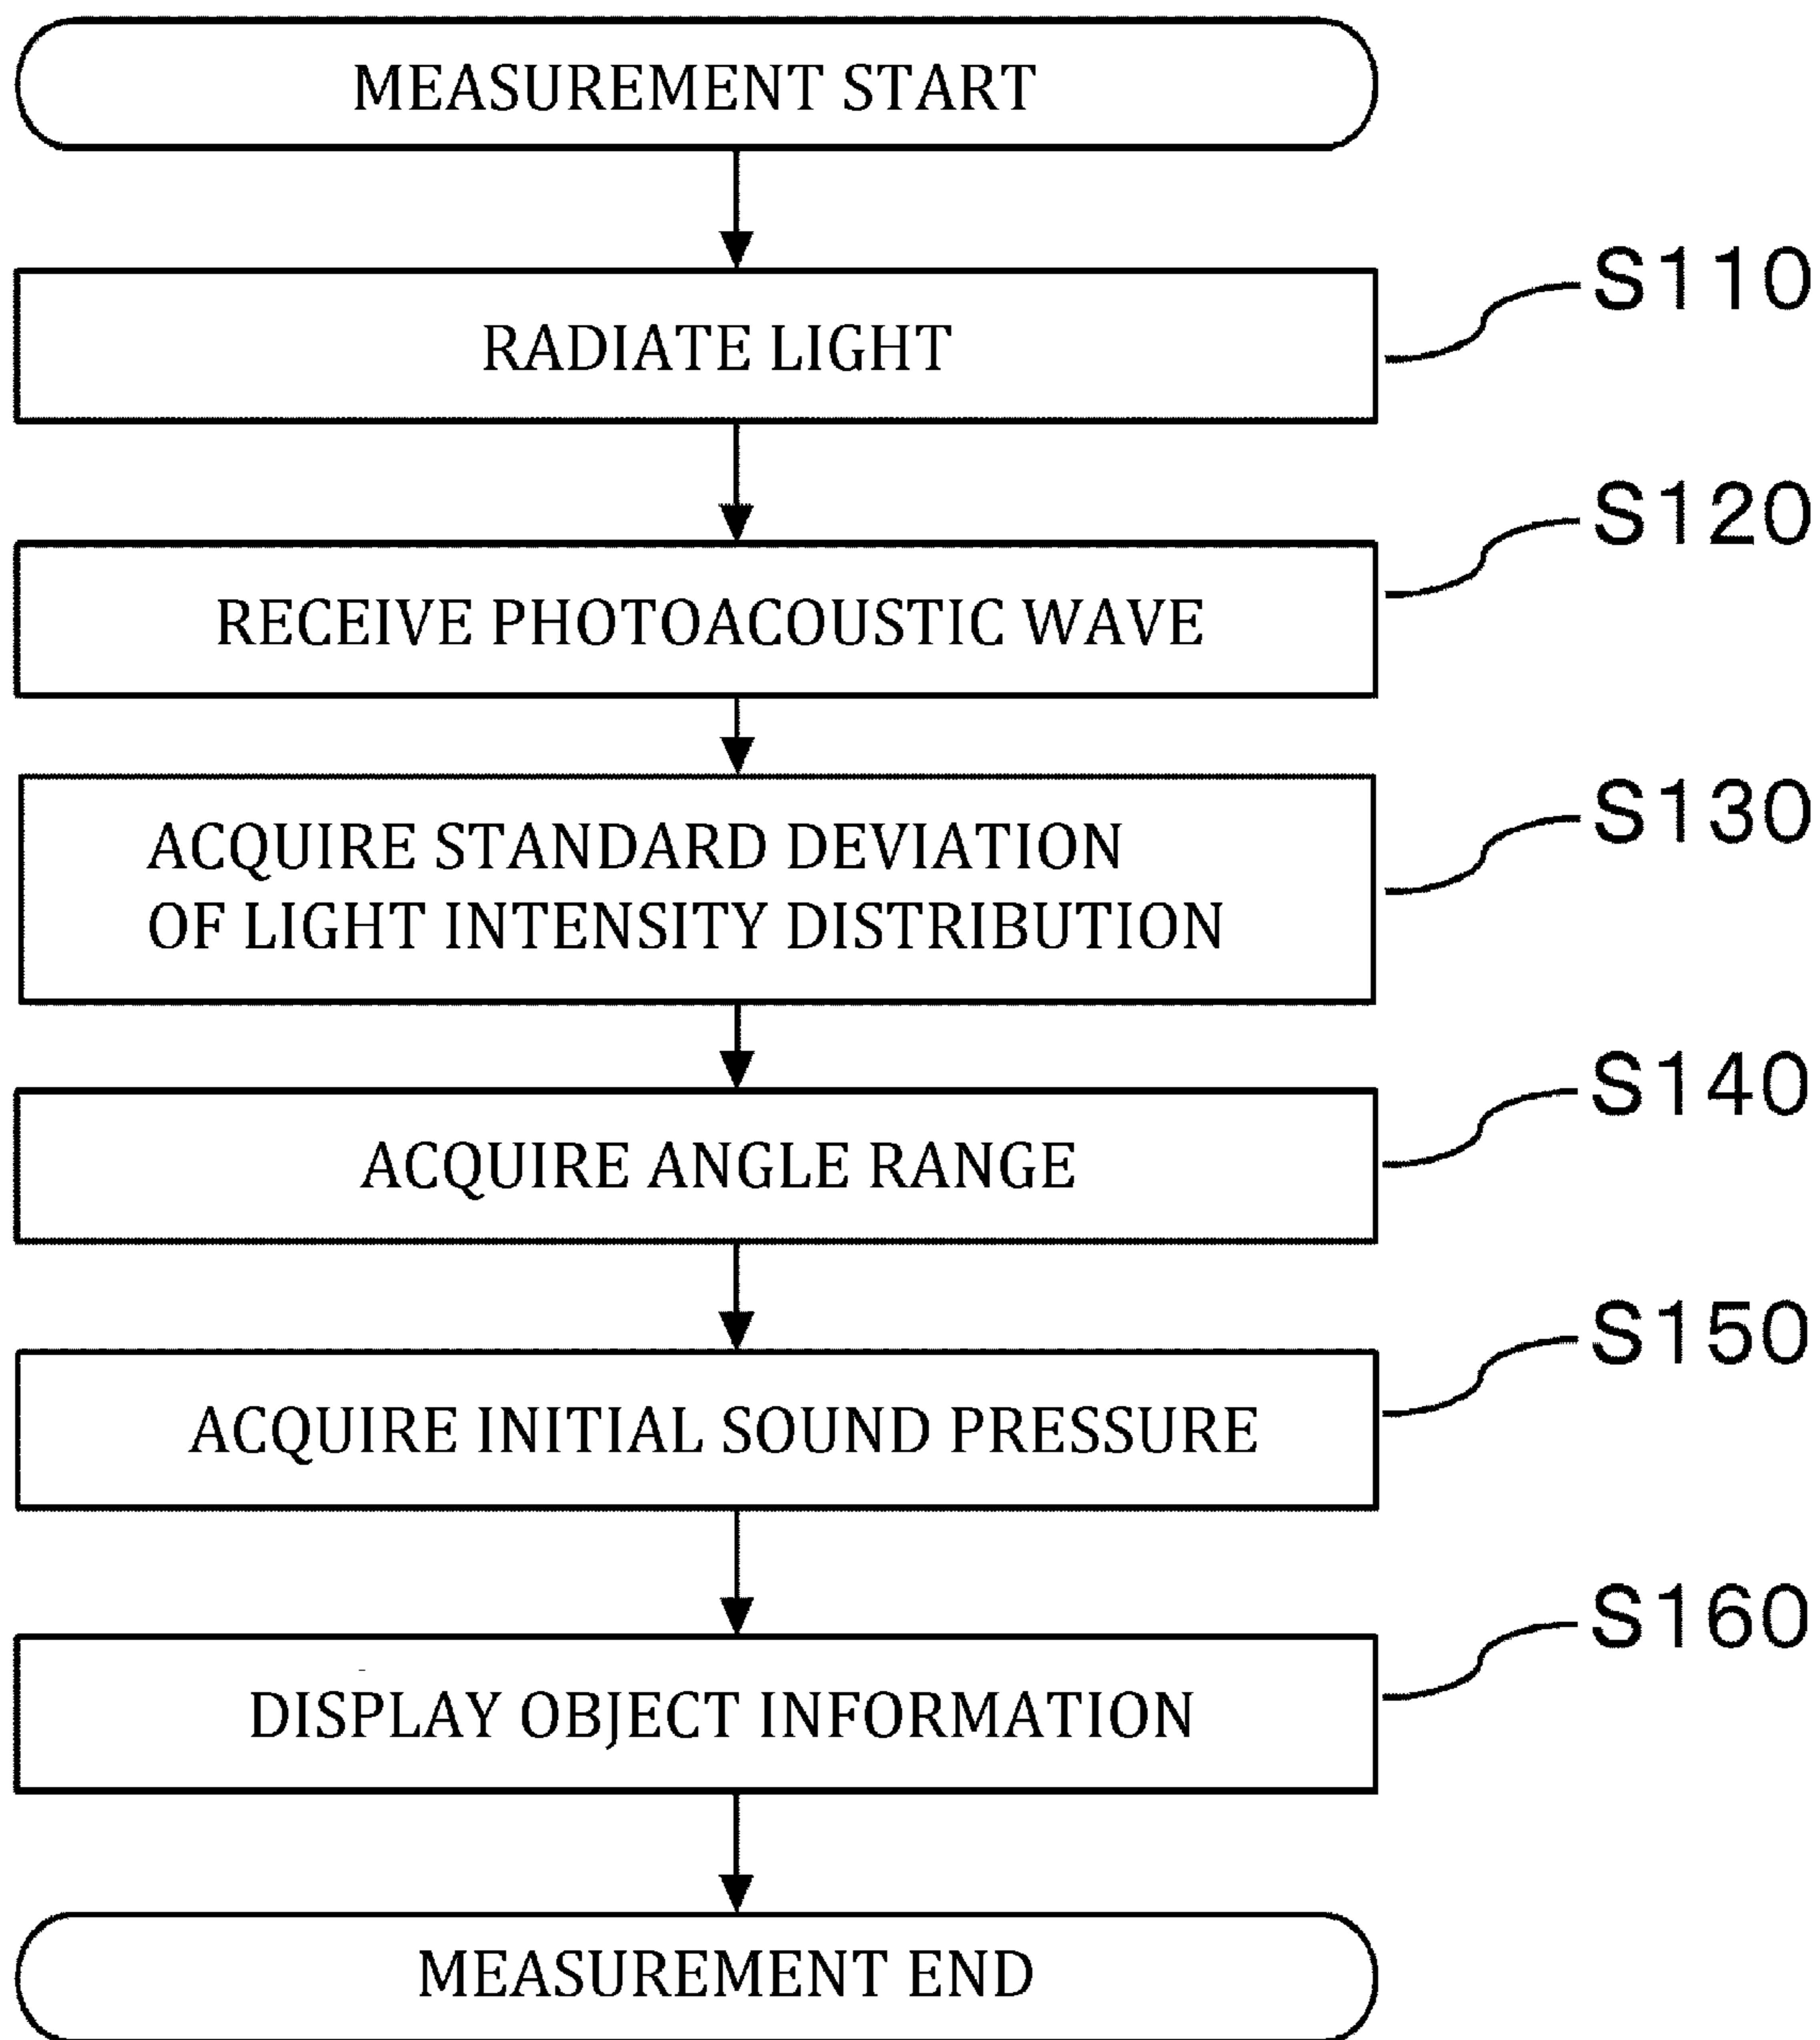 MEASUREMENT START
RADIATE LIGHT
S110
RECEIVE PHOTOACOUSTIC WAVE
S120
ACQUIRE STANDARD DEVIATION
OF LIGHT INTENSITY DISTRIBUTION
S130
ACQUIRE ANGLE RANGE
S140
ACQUIRE INITIAL SOUND PRESSURE
S150
DISPLAY OBJECT INFORMATION
S160
MEASUREMENT END